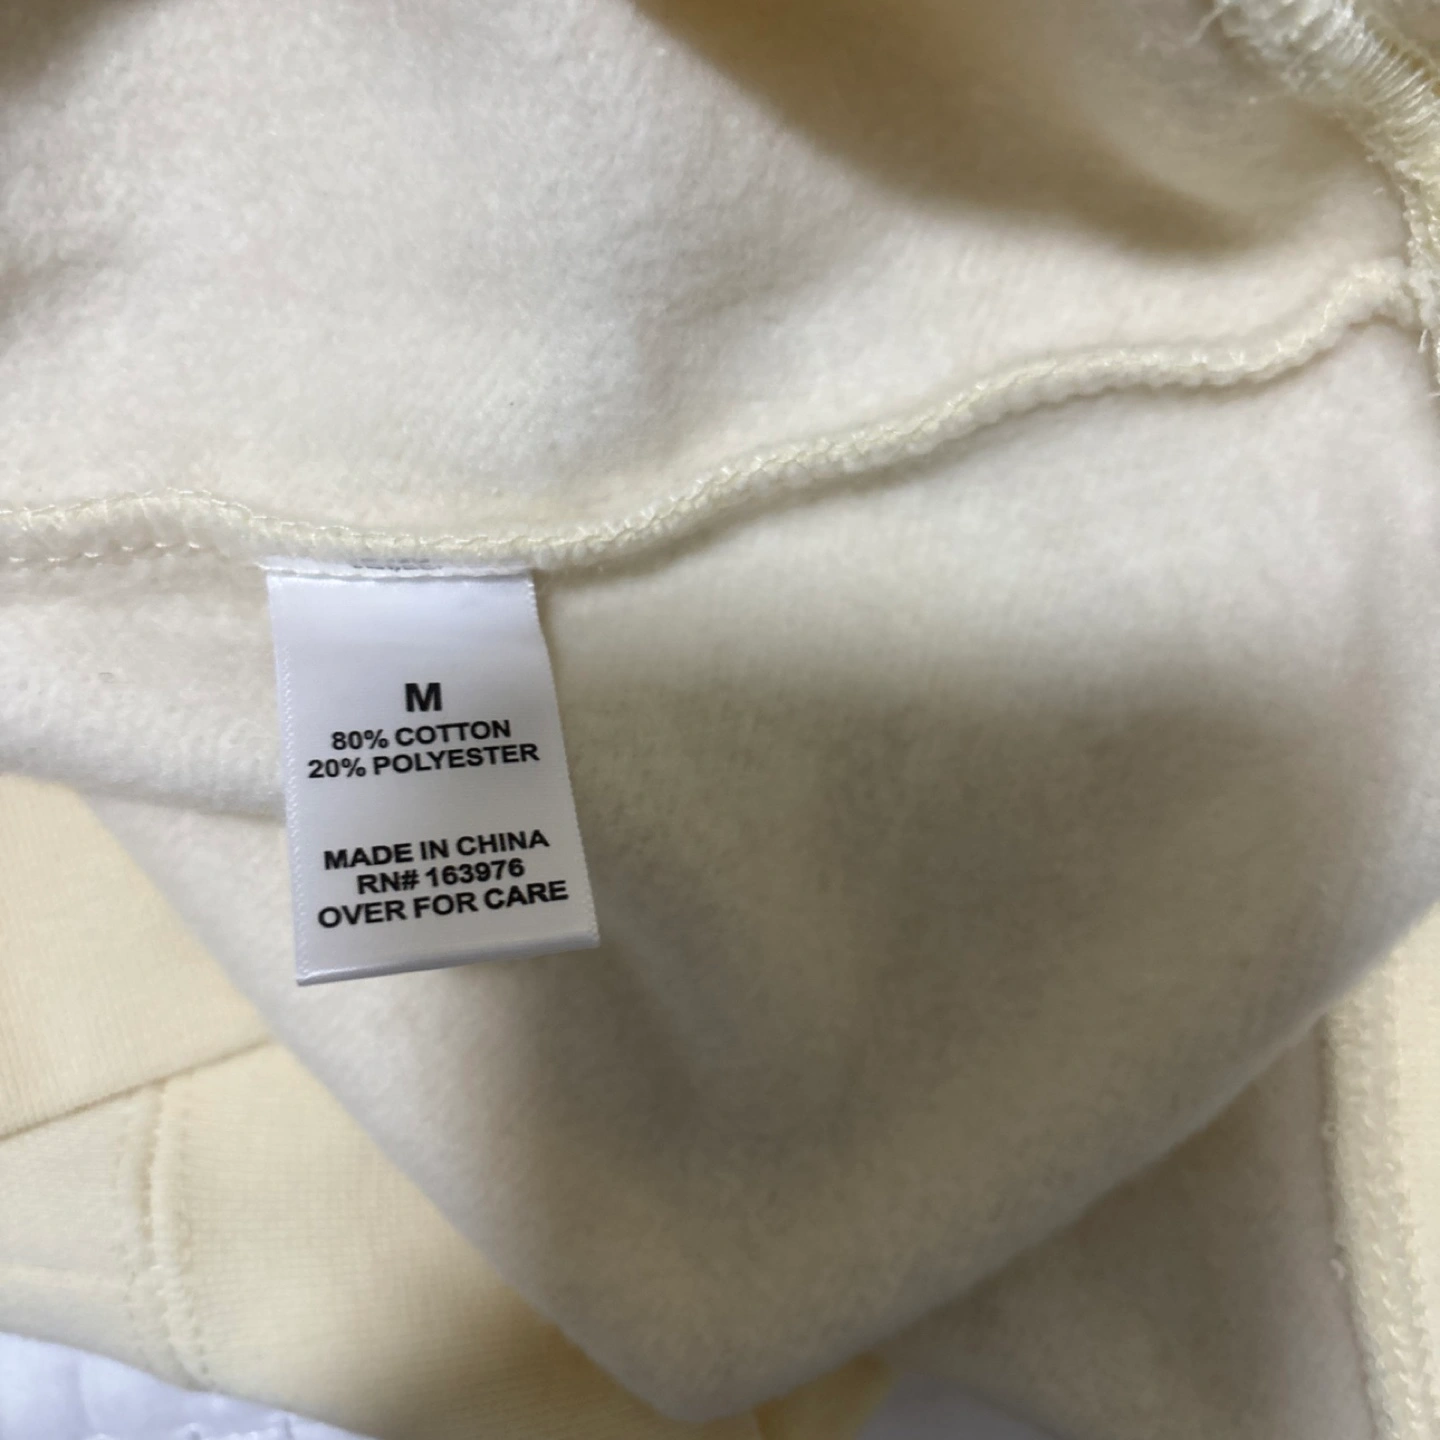 M
80% COTTON
20% POLYESTER
MADE IN CHINA
RN# 163976
OVER FOR CARE